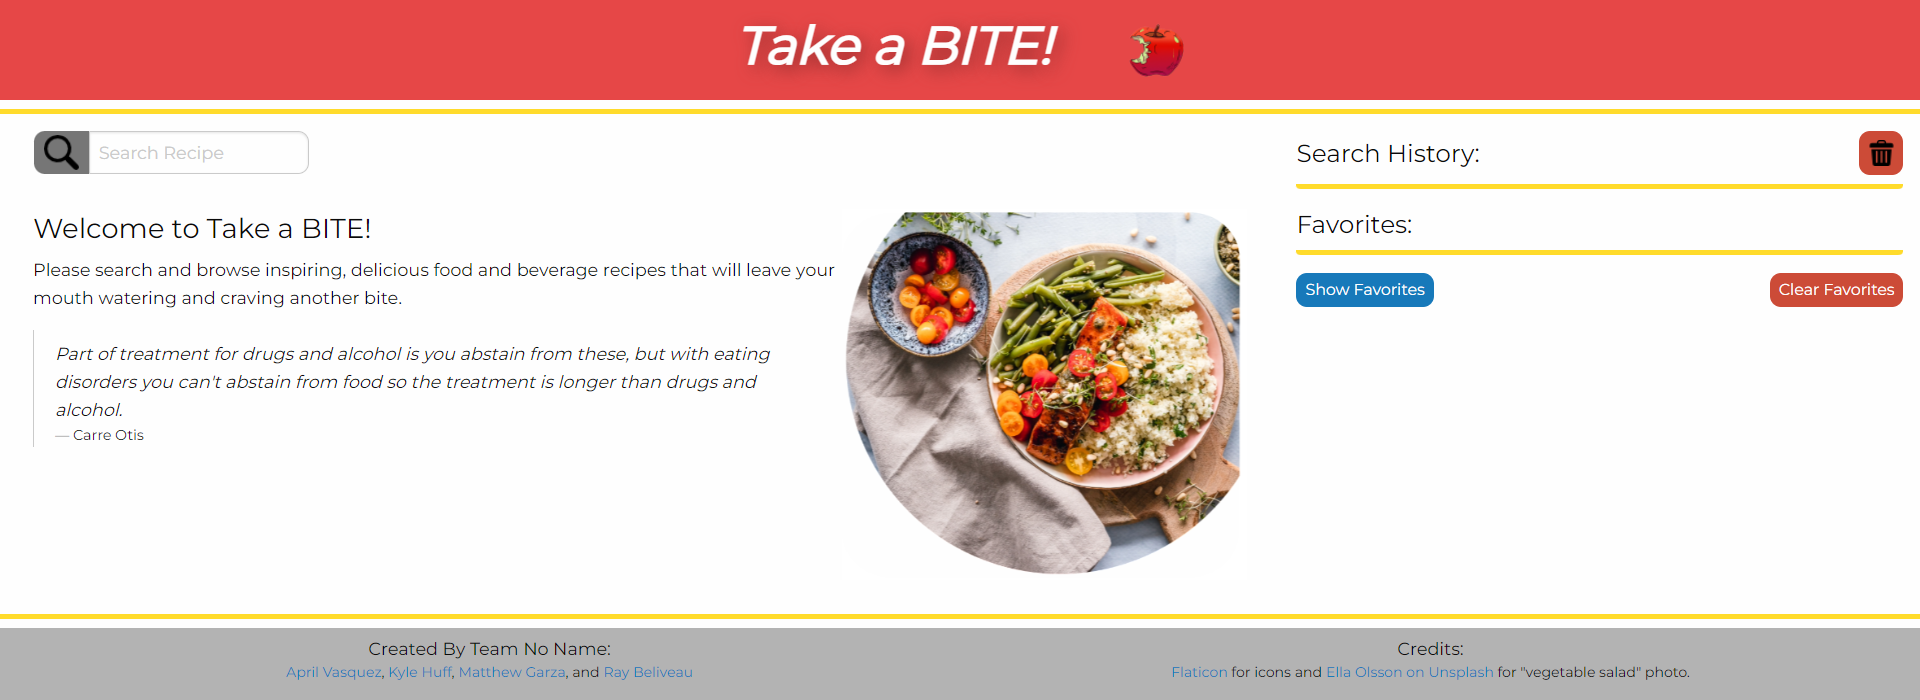 Take a BITE!
Search Recipe
Welcome to Take a BITE!
Please search and browse inspiring, delicious food and beverage recipes that will leave your
mouth watering and craving another bite.
Part of treatment for drugs and alcohol is you abstain from these, but with eating
disorders you can't abstain from food so the treatment is longer than drugs and
alcohol.
— Carre Otis
Search History:
Favorites:
Show Favorites
Clear Favorites
Created By Team No Name:
April Vasquez, Kyle Huff, Matthew Garza, and Ray Beliveau
Credits:
Flaticon for icons and Ella Olsson on Unsplash for "vegetable salad" photo.